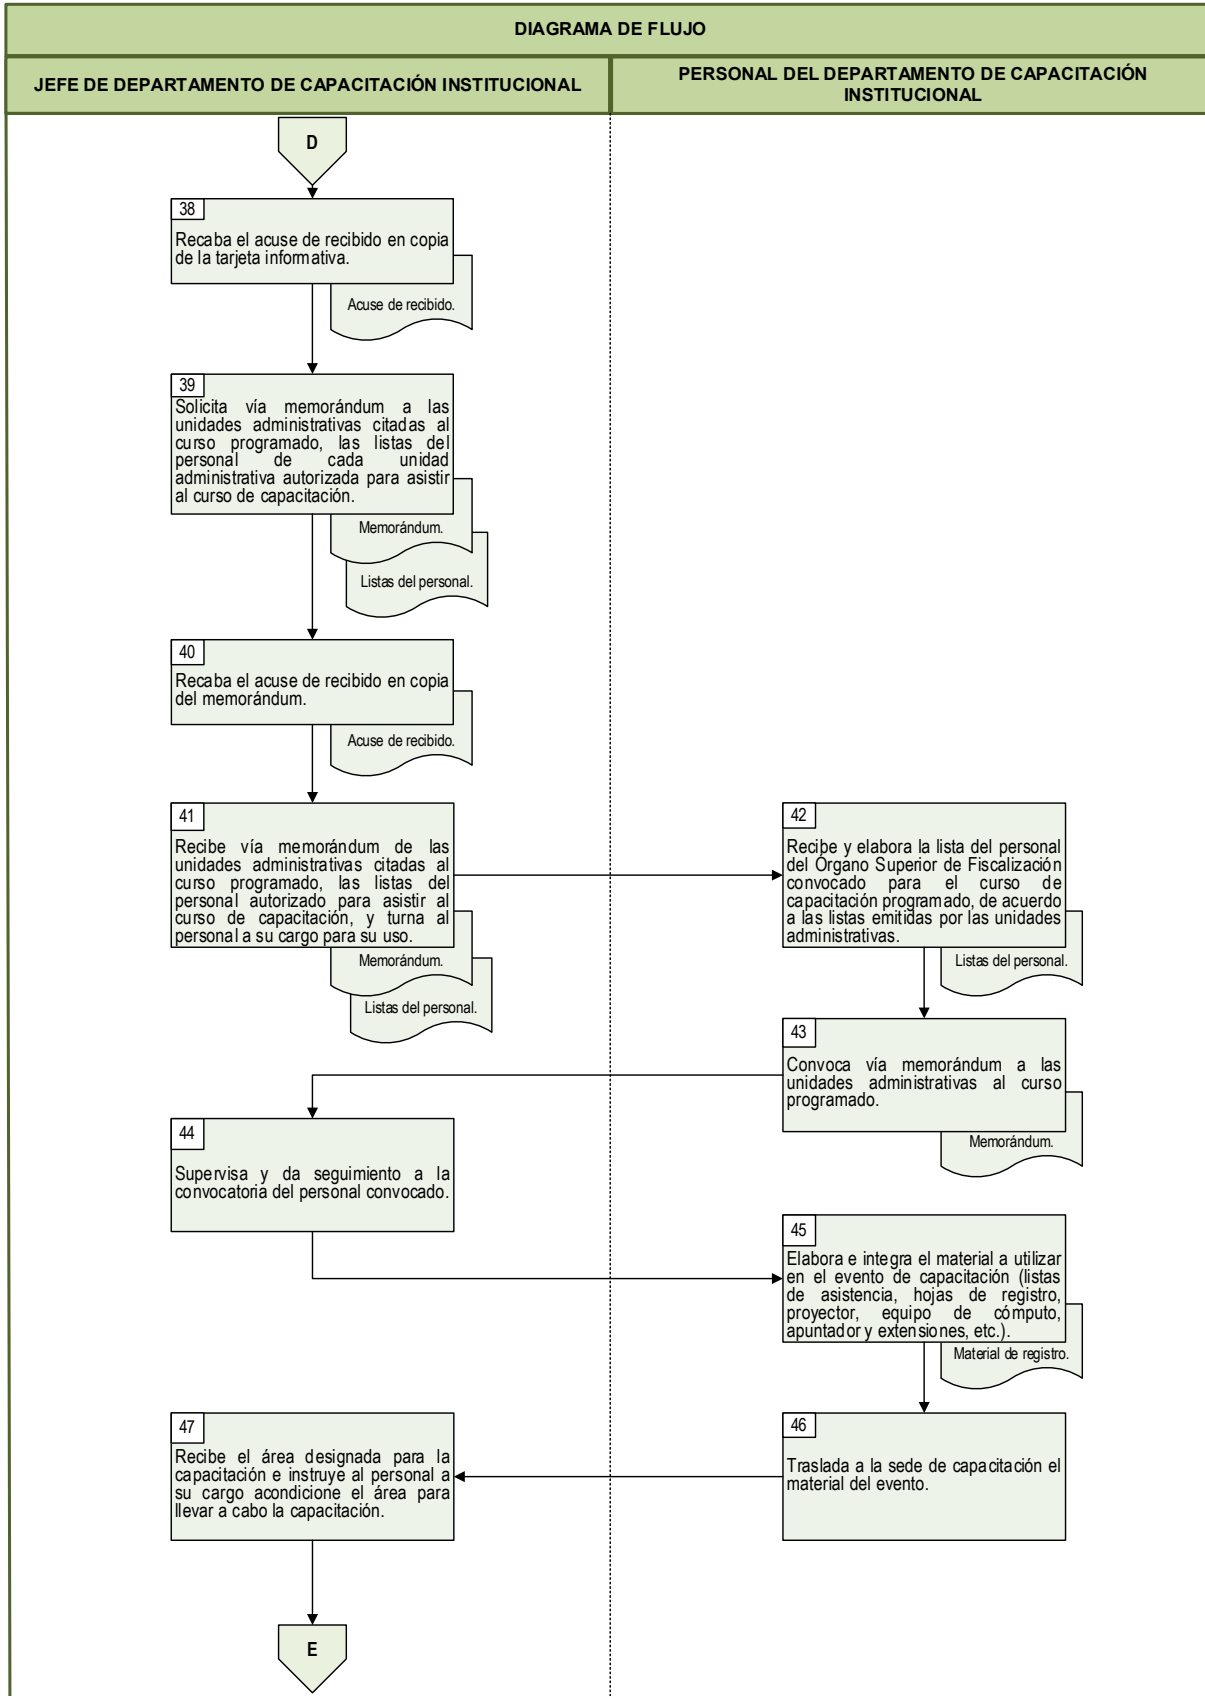 DIAGRAMA DE FLUJO
JEFE DE DEPARTAMENTO DE CAPACITACIÓN INSTITUCIONAL
PERSONAL DEL DEPARTAMENTO DE CAPACITACIÓN
INSTITUCIONAL
D
38
Recaba el acuse de recibido en copia
de la tarjeta informativa.
Acuse de recibido.
39
Solicita vía memorándum a las
unidades administrativas citadas al
curso programado, las listas del
personal de cada unidad
administrativa autorizada para asistir
al curso de capacitación.
Memorándum.
Listas del personal.
40
Recaba el acuse de recibido en copia
del memorándum.
Acuse de recibido.
41
Recibe vía memorándum de las
unidades administrativas citadas al
curso programado, las listas del
personal autorizado para asistir al
curso de capacitación, y turna al
personal a su cargo para su uso.
Memorándum.
Listas del personal.
42
Recibe y elabora la lista del personal
del Órgano Superior de Fiscalización
convocado para el curso de
capacitación programado, de acuerdo
a las listas emitidas por las unidades
administrativas.
Listas del personal.
43
Convoca vía memorándum a las
unidades administrativas al curso
programado.
Memorándum.
44
Supervisa y da seguimiento a la
convocatoria del personal convocado.
45
Elabora e integra el material a utilizar
en el evento de capacitación (listas
de asistencia, hojas de registro,
proyector, equipo de cómputo,
apuntador y extensiones, etc.).
Material de registro.
46
Traslada a la sede de capacitación el
material del evento.
47
Recibe el área designada para la
capacitación e instruye al personal a
su cargo acondicione el área para
llevar a cabo la capacitación.
E